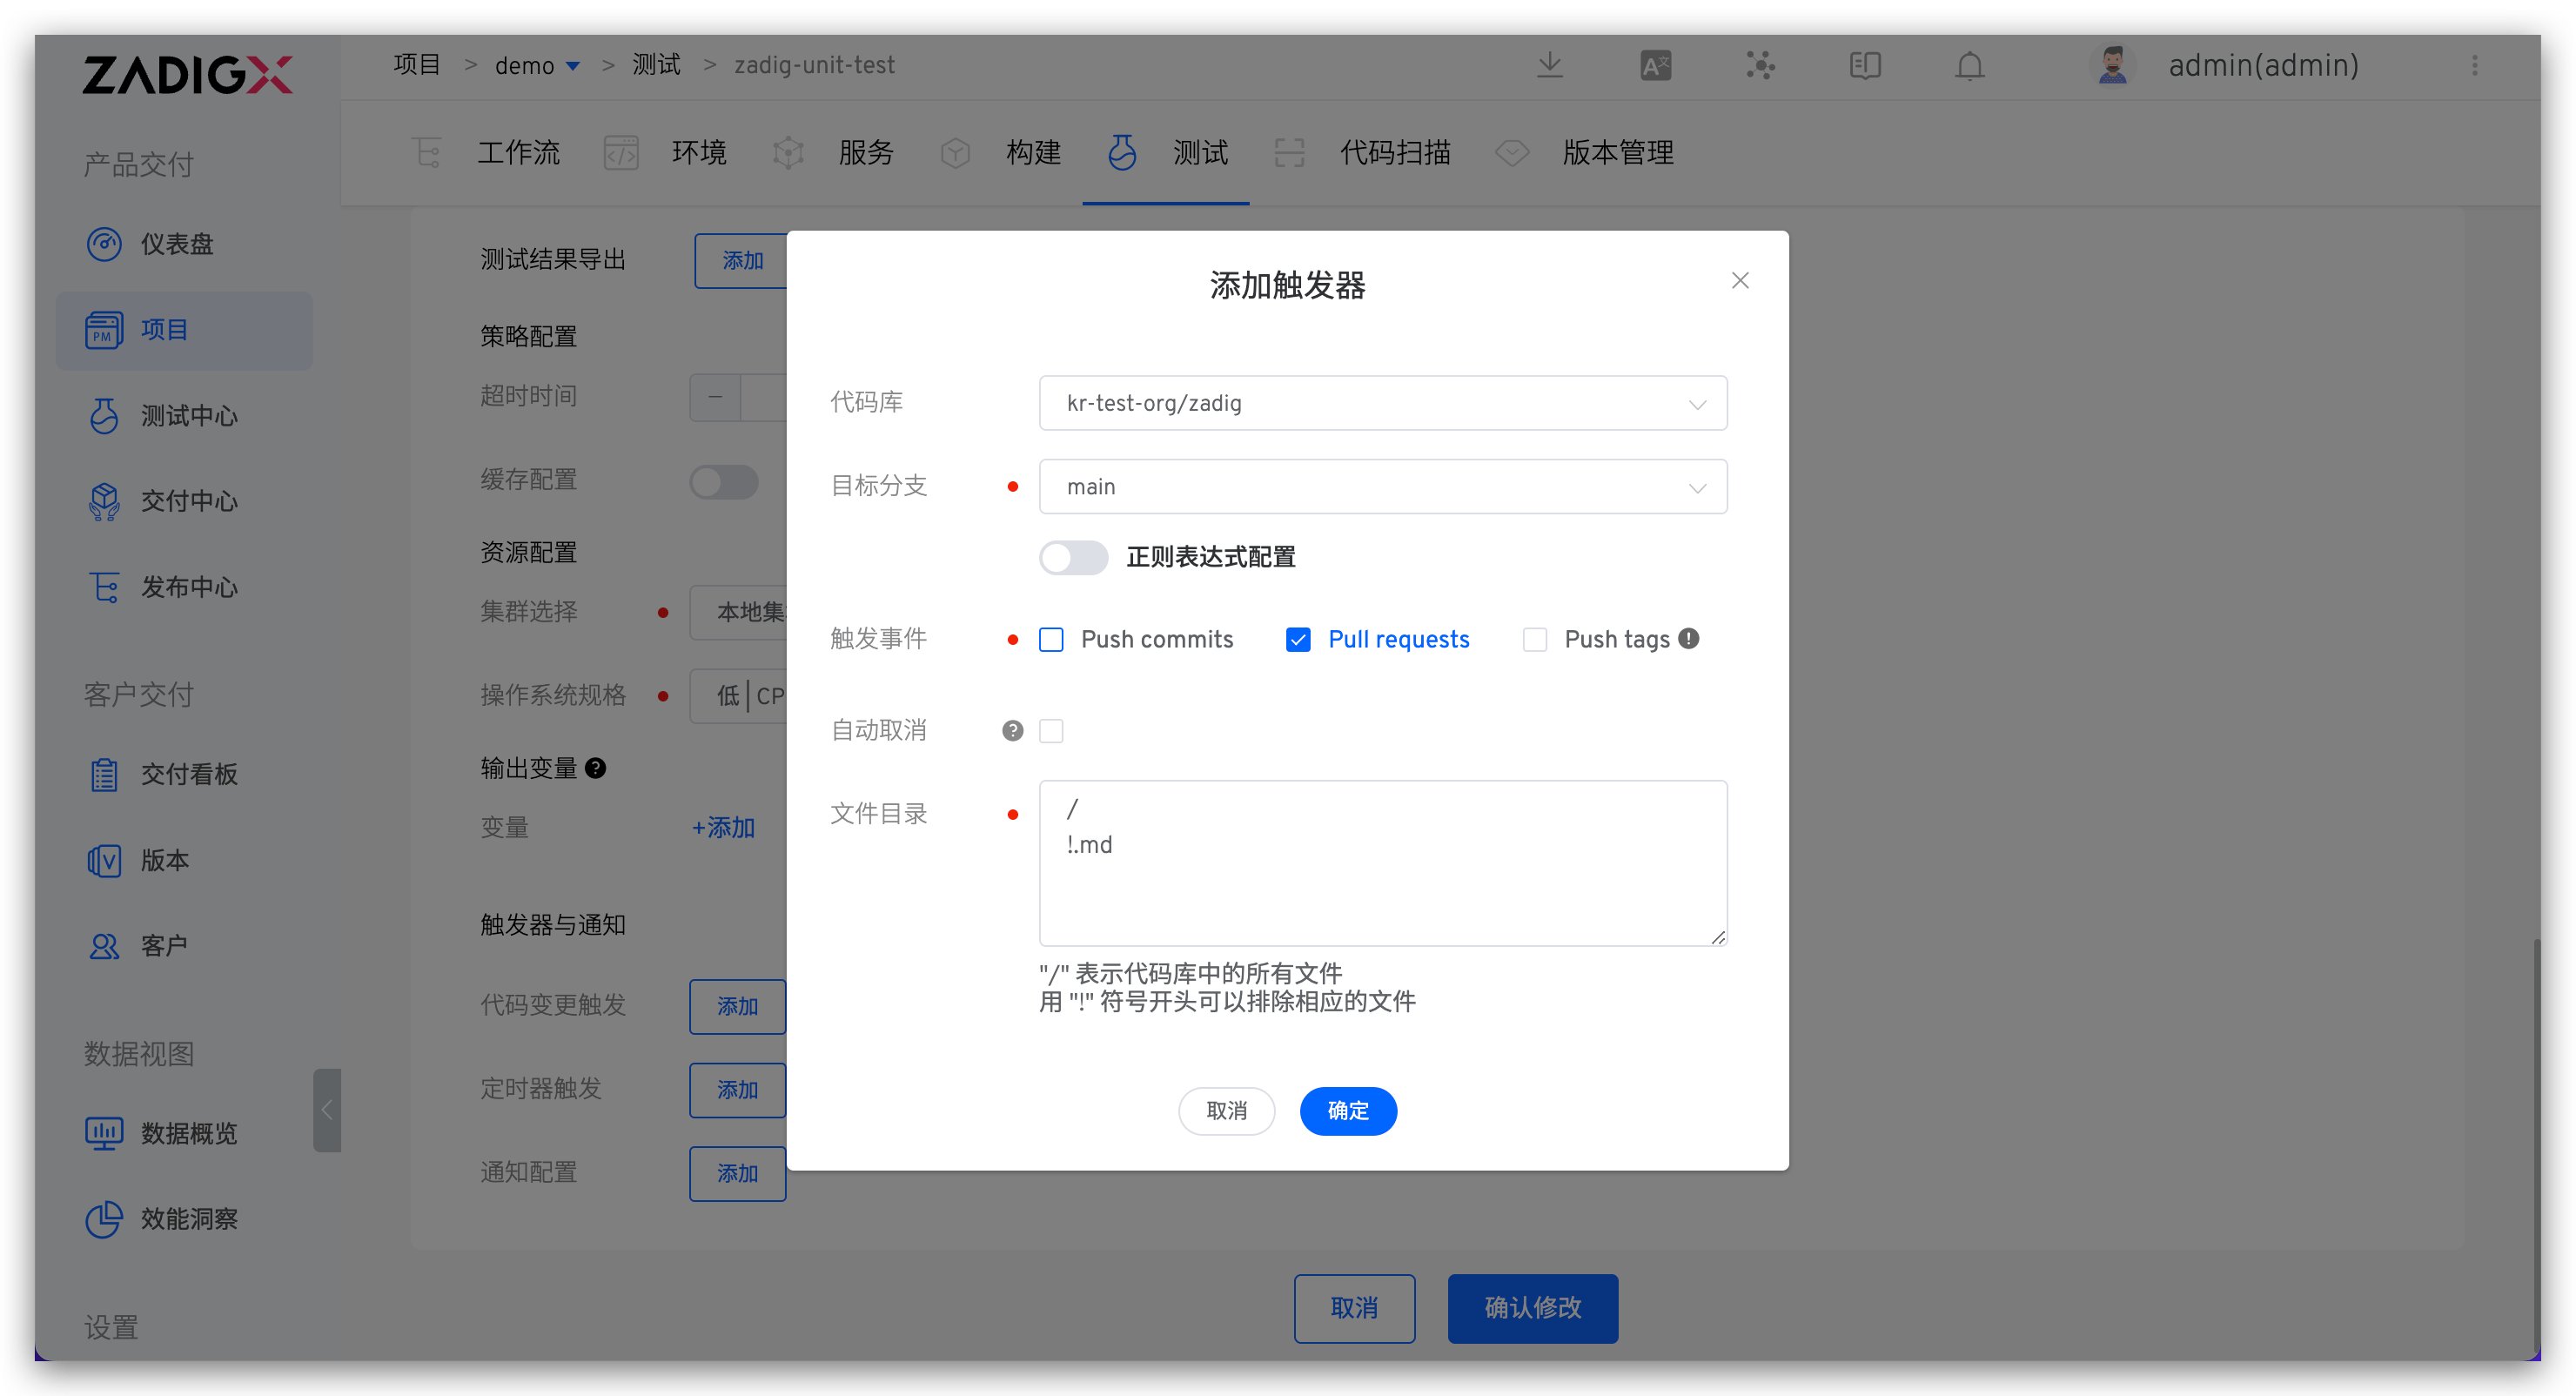 ZADIGX
项目 > demo > 测试 > zadig-unit-test
A文
admin(admin)
工作流
环境
服务
构建
测试
代码扫描
版本管理
产品交付
仪表盘
PM
项目
测试中心
交付中心
发布中心
客户交付
交付看板
版本
客户
数据视图
数据概览
效能洞察
设置
测试结果导出 添加
策略配置
超时时间
缓存配置
资源配置
集群选择 本地集
操作系统规格 低 | CP
输出变量 ?
变量 +添加
触发器与通知
代码变更触发 添加
定时器触发 添加
通知配置 添加
添加触发器
代码库 kr-test-org/zadig
目标分支 main
正则表达式配置
触发事件 Push commits Pull requests Push tags !
自动取消 ?
文件目录 /
!.md
"/" 表示代码库中的所有文件
用 "!" 符号开头可以排除相应的文件
取消 确定
取消 确认修改